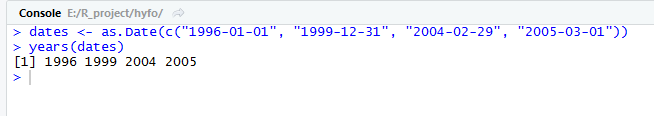 Console E:/R_project/hyfo/
> dates <- as.Date(c("1996-01-01", "1999-12-31", "2004-02-29", "2005-03-01"))
> years(dates)
[1] 1996 1999 2004 2005
>